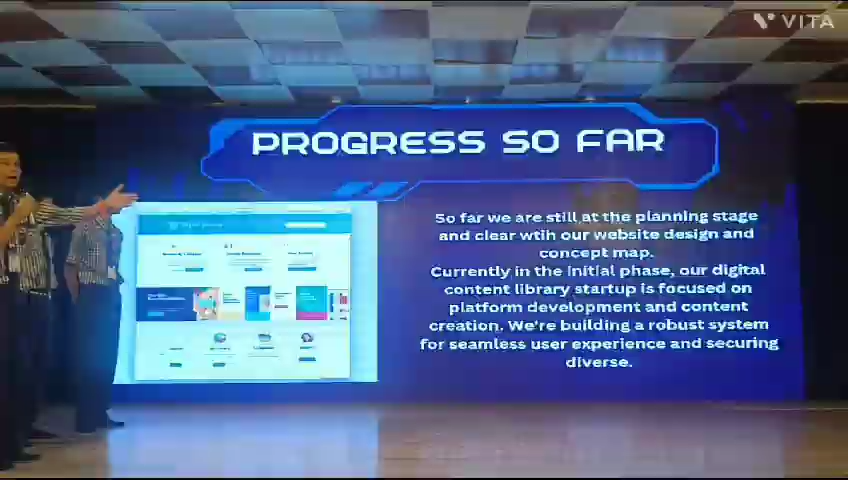 VITA
PROGRESS SO FAR
So far we are still at the planning stage
and clear wtih our website design and
concept map.
Currently in the initial phase, our digital
content library startup is focused on
platform development and content
creation. We're building a robust system
for seamless user experience and securing
diverse.